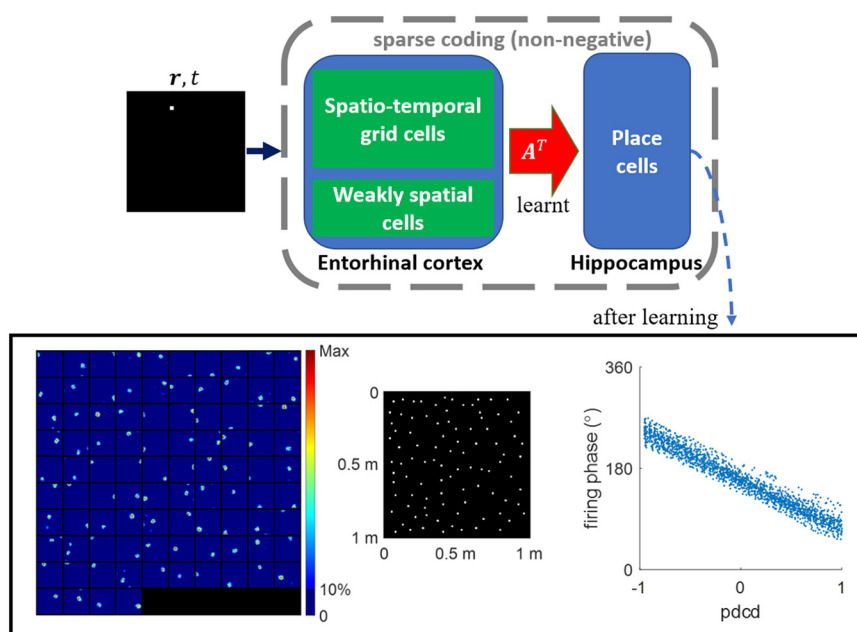 sparse coding (non-negative)
r, t
Spatio-temporal
grid cells
Weakly spatial
cells
Entorhinal cortex
A^T
learnt
Place
cells
Hippocampus
after learning
Max
10%
0
0
0.5 m
1 m
0
0.5 m
1 m
360
180
0
firing phase (°)
-1
0
1
pdcd